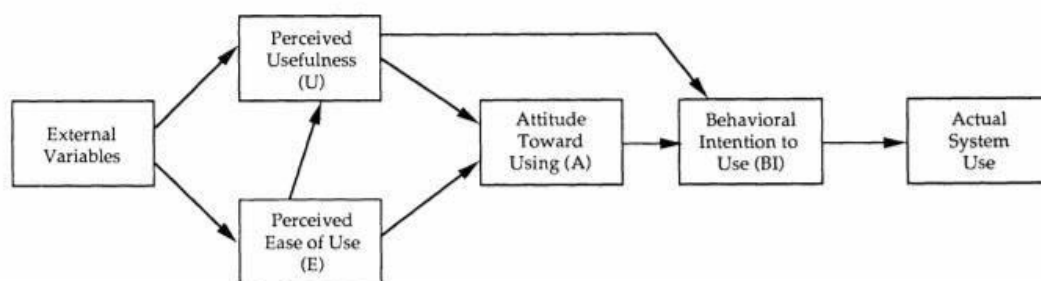 External
Variables
Perceived
Usefulness
(U)
Perceived
Ease of Use
(E)
Attitude
Toward
Using (A)
Behavioral
Intention to
Use (BI)
Actual
System
Use